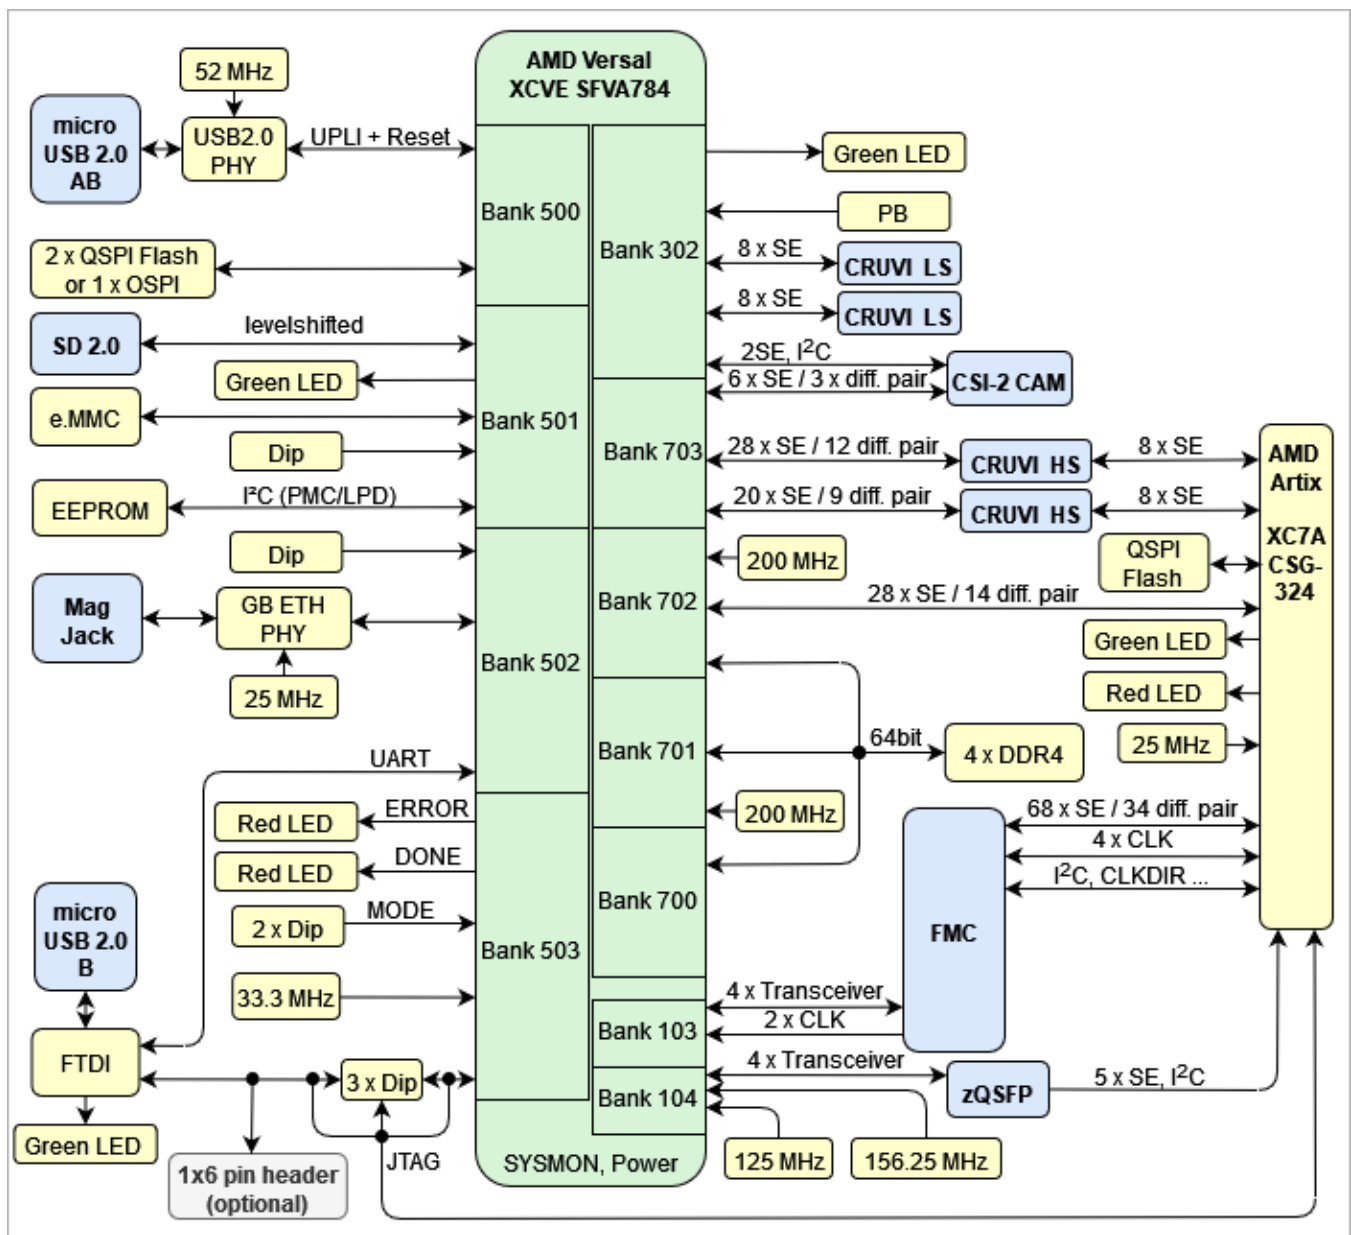 AMD Versal
XCVE SFVA784
52 MHz
micro
USB 2.0
AB
USB2.0
PHY
UPLI + Reset
Bank 500
2 x QSPI Flash
or 1 x OSPI
SD 2.0
levelshifted
Green LED
e.MMC
Bank 501
Dip
EEPROM
I²C (PMC/LPD)
Dip
Mag
Jack
GB ETH
PHY
25 MHz
Bank 502
UART
Red LED
ERROR
Red LED
DONE
2 x Dip
MODE
33.3 MHz
Bank 503
micro
USB 2.0
B
FTDI
3 x Dip
Green LED
1x6 pin header
(optional)
JTAG
SYSMON, Power
Bank 302
Green LED
PB
8 x SE
CRUVI LS
8 x SE
CRUVI LS
2SE, I²C
6 x SE / 3 x diff. pair
CSI-2 CAM
Bank 703
28 x SE / 12 diff. pair
CRUVI HS
8 x SE
20 x SE / 9 diff. pair
CRUVI HS
8 x SE
AMD
Artix
XC7A
CSG-
324
Bank 702
200 MHz
QSPI
Flash
28 x SE / 14 diff. pair
Green LED
Red LED
25 MHz
Bank 701
64bit
4 x DDR4
200 MHz
Bank 700
68 x SE / 34 diff. pair
4 x CLK
I²C, CLKDIR ...
FMC
Bank 103
4 x Transceiver
2 x CLK
Bank 104
4 x Transceiver
zQSFP
5 x SE, I²C
125 MHz
156.25 MHz